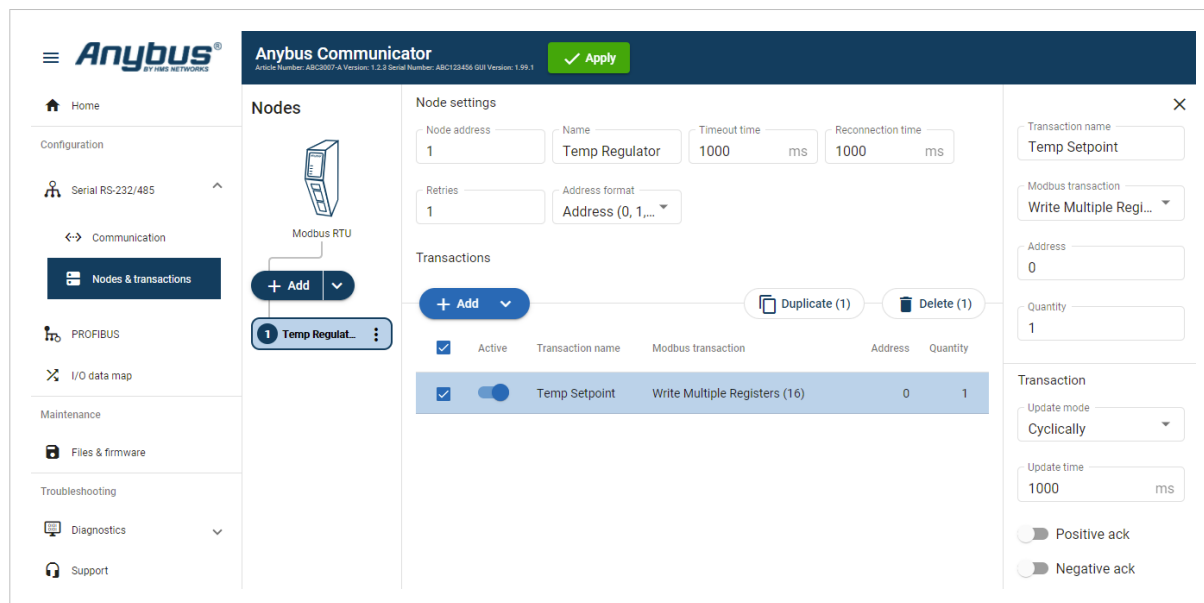 Anybus®
BY HMS NETWORKS
Home
Configuration
Serial RS-232/485
Communication
Nodes & transactions
PROFIBUS
I/O data map
Maintenance
Files & firmware
Troubleshooting
Diagnostics
Support
Anybus Communicator
Article Number: ABC3007-A Version: 1.2.3 Serial Number: ABC123456 GUI Version: 1.99.1
Apply
Nodes
Modbus RTU
+ Add
1 Temp Regulat...
Node settings
Node address
1
Name
Temp Regulator
Timeout time
1000 ms
Reconnection time
1000 ms
Retries
1
Address format
Address (0, 1,...
Transactions
+ Add
Duplicate (1)
Delete (1)
Active Transaction name Modbus transaction Address Quantity
Temp Setpoint Write Multiple Registers (16) 0 1
Transaction name
Temp Setpoint
Modbus transaction
Write Multiple Regi...
Address
0
Quantity
1
Transaction
Update mode
Cyclically
Update time
1000 ms
Positive ack
Negative ack